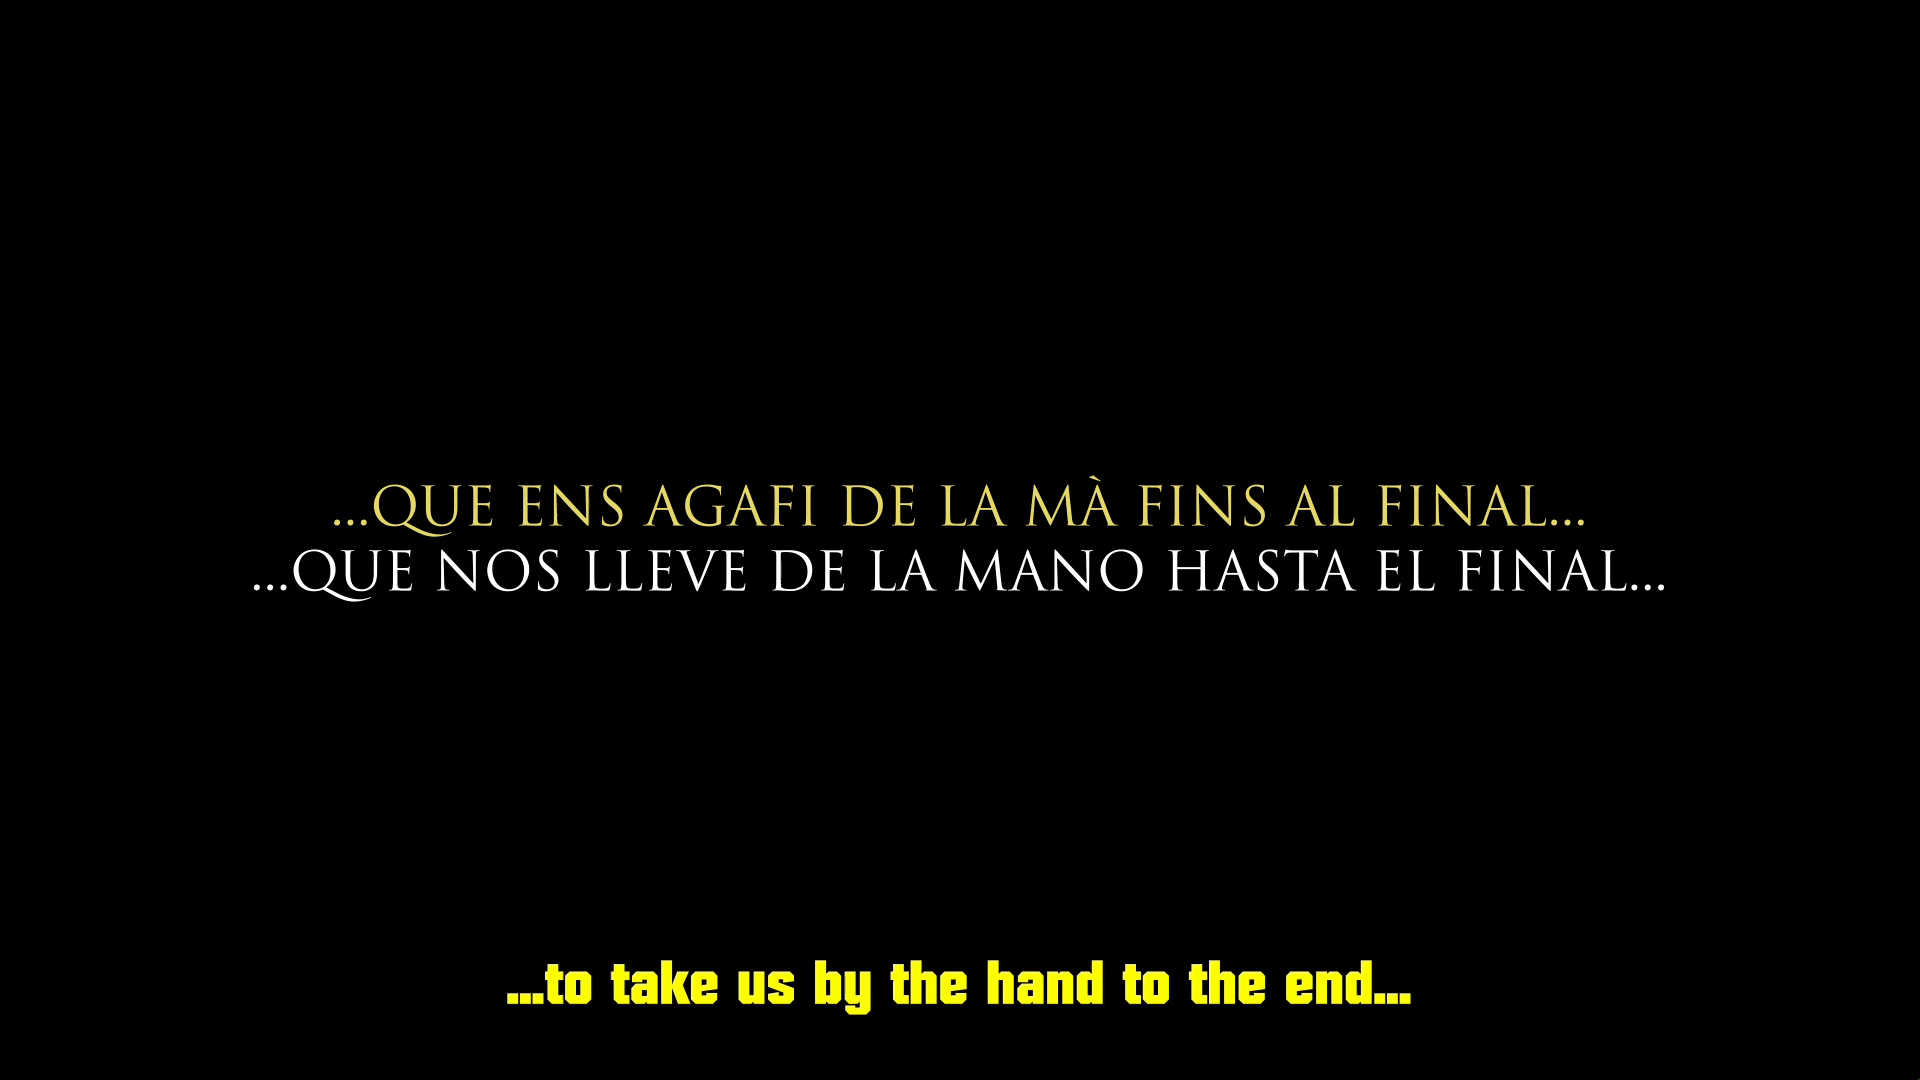 ...QUE ENS AGAFI DE LA MÀ FINS AL FINAL...
...QUE NOS LLEVE DE LA MANO HASTA EL FINAL...
...to take us by the hand to the end...